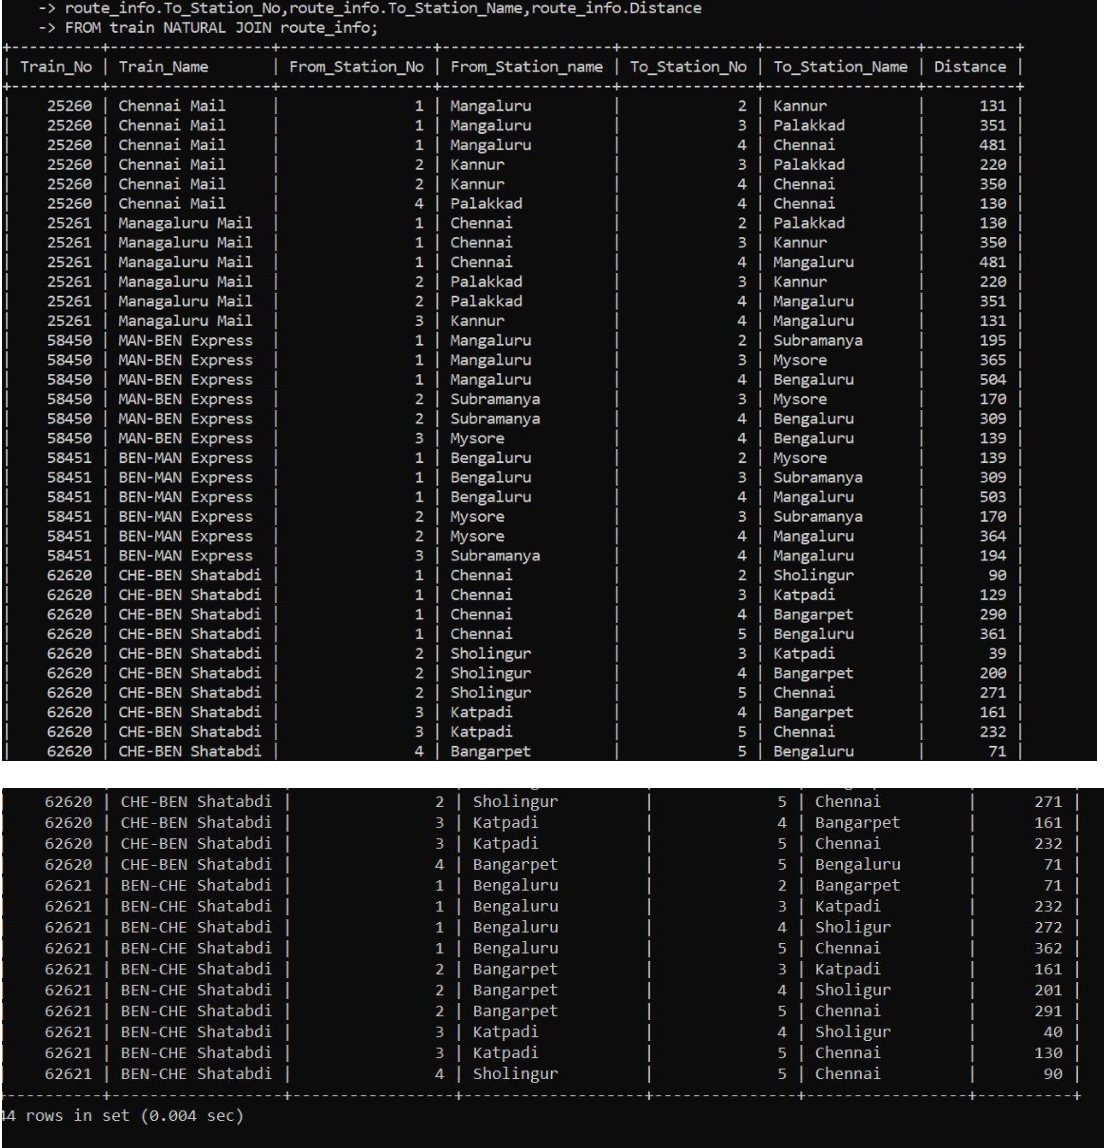 -> route_info.To_Station_No,route_info.To_Station_Name,route_info.Distance
-> FROM train NATURAL JOIN route_info;
| Train_No | Train_Name | From_Station_No | From_Station_name | To_Station_No | To_Station_Name | Distance |
| 25260 | Chennai Mail | 1 | Mangaluru | 2 | Kannur | 131 |
| 25260 | Chennai Mail | 1 | Mangaluru | 3 | Palakkad | 351 |
| 25260 | Chennai Mail | 1 | Mangaluru | 4 | Chennai | 481 |
| 25260 | Chennai Mail | 2 | Kannur | 3 | Palakkad | 220 |
| 25260 | Chennai Mail | 2 | Kannur | 4 | Chennai | 350 |
| 25260 | Chennai Mail | 4 | Palakkad | 4 | Chennai | 130 |
| 25261 | Managaluru Mail | 1 | Chennai | 2 | Palakkad | 130 |
| 25261 | Managaluru Mail | 1 | Chennai | 3 | Kannur | 350 |
| 25261 | Managaluru Mail | 1 | Chennai | 4 | Mangaluru | 481 |
| 25261 | Managaluru Mail | 2 | Palakkad | 3 | Kannur | 220 |
| 25261 | Managaluru Mail | 2 | Palakkad | 4 | Mangaluru | 351 |
| 25261 | Managaluru Mail | 3 | Kannur | 4 | Mangaluru | 131 |
| 58450 | MAN-BEN Express | 1 | Mangaluru | 2 | Subramanya | 195 |
| 58450 | MAN-BEN Express | 1 | Mangaluru | 3 | Mysore | 365 |
| 58450 | MAN-BEN Express | 1 | Mangaluru | 4 | Bengaluru | 504 |
| 58450 | MAN-BEN Express | 2 | Subramanya | 3 | Mysore | 170 |
| 58450 | MAN-BEN Express | 2 | Subramanya | 4 | Bengaluru | 309 |
| 58450 | MAN-BEN Express | 3 | Mysore | 4 | Bengaluru | 139 |
| 58451 | BEN-MAN Express | 1 | Bengaluru | 2 | Mysore | 139 |
| 58451 | BEN-MAN Express | 1 | Bengaluru | 3 | Subramanya | 309 |
| 58451 | BEN-MAN Express | 1 | Bengaluru | 4 | Mangaluru | 503 |
| 58451 | BEN-MAN Express | 2 | Mysore | 3 | Subramanya | 170 |
| 58451 | BEN-MAN Express | 2 | Mysore | 4 | Mangaluru | 364 |
| 58451 | BEN-MAN Express | 3 | Subramanya | 4 | Mangaluru | 194 |
| 62620 | CHE-BEN Shatabdi | 1 | Chennai | 2 | Sholingur | 90 |
| 62620 | CHE-BEN Shatabdi | 1 | Chennai | 3 | Katpadi | 129 |
| 62620 | CHE-BEN Shatabdi | 1 | Chennai | 4 | Bangarpet | 290 |
| 62620 | CHE-BEN Shatabdi | 1 | Chennai | 5 | Bengaluru | 361 |
| 62620 | CHE-BEN Shatabdi | 2 | Sholingur | 3 | Katpadi | 39 |
| 62620 | CHE-BEN Shatabdi | 2 | Sholingur | 4 | Bangarpet | 200 |
| 62620 | CHE-BEN Shatabdi | 2 | Sholingur | 5 | Chennai | 271 |
| 62620 | CHE-BEN Shatabdi | 3 | Katpadi | 4 | Bangarpet | 161 |
| 62620 | CHE-BEN Shatabdi | 3 | Katpadi | 5 | Chennai | 232 |
| 62620 | CHE-BEN Shatabdi | 4 | Bangarpet | 5 | Bengaluru | 71 |
| 62620 | CHE-BEN Shatabdi | 2 | Sholingur | 5 | Chennai | 271 |
| 62620 | CHE-BEN Shatabdi | 3 | Katpadi | 4 | Bangarpet | 161 |
| 62620 | CHE-BEN Shatabdi | 3 | Katpadi | 5 | Chennai | 232 |
| 62620 | CHE-BEN Shatabdi | 4 | Bangarpet | 5 | Bengaluru | 71 |
| 62621 | BEN-CHE Shatabdi | 1 | Bengaluru | 2 | Bangarpet | 71 |
| 62621 | BEN-CHE Shatabdi | 1 | Bengaluru | 3 | Katpadi | 232 |
| 62621 | BEN-CHE Shatabdi | 1 | Bengaluru | 4 | Sholigur | 272 |
| 62621 | BEN-CHE Shatabdi | 1 | Bengaluru | 5 | Chennai | 362 |
| 62621 | BEN-CHE Shatabdi | 2 | Bangarpet | 3 | Katpadi | 161 |
| 62621 | BEN-CHE Shatabdi | 2 | Bangarpet | 4 | Sholigur | 201 |
| 62621 | BEN-CHE Shatabdi | 2 | Bangarpet | 5 | Chennai | 291 |
| 62621 | BEN-CHE Shatabdi | 3 | Katpadi | 4 | Sholigur | 40 |
| 62621 | BEN-CHE Shatabdi | 3 | Katpadi | 5 | Chennai | 130 |
| 62621 | BEN-CHE Shatabdi | 4 | Sholingur | 5 | Chennai | 90 |
44 rows in set (0.004 sec)